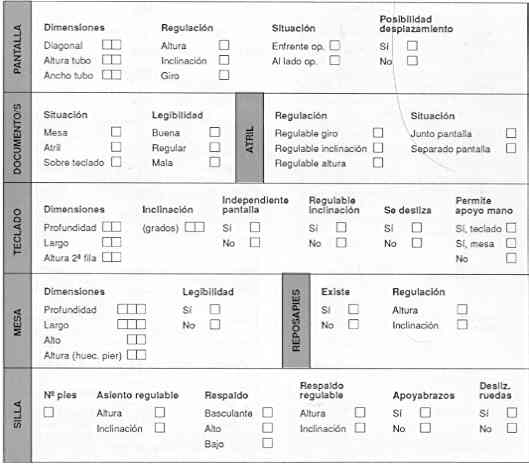 PANTALLA
Dimensiones
Diagonal
Altura tubo
Ancho tubo
Regulación
Altura
Inclinación
Giro
Situación
Enfrente op.
Al lado op.
Posibilidad
desplazamiento
Sí
No
DOCUMENTO'S
Situación
Mesa
Atril
Sobre teclado
Legibilidad
Buena
Regular
Mala
ATRIL
Regulación
Regulable giro
Regulable inclinación
Regulable altura
Situación
Junto pantalla
Separado pantalla
TECLADO
Dimensiones
Profundidad
Largo
Altura 2ª fila
Inclinación
(grados)
Independiente
pantalla
Sí
No
Regulable
inclinación
Sí
No
Se desliza
Sí
No
Permite
apoyo mano
Sí, teclado
Sí, mesa
No
MESA
Dimensiones
Profundidad
Largo
Alto
Altura (huec. pier)
Legibilidad
Sí
No
REPOSAPIES
Existe
Sí
No
Regulación
Altura
Inclinación
SILLA
Nº pies
Asiento regulable
Altura
Inclinación
Respaldo
Basculante
Alto
Bajo
Respaldo
regulable
Altura
Inclinación
Apoyabrazos
Sí
No
Desliz.
ruedas
Sí
No